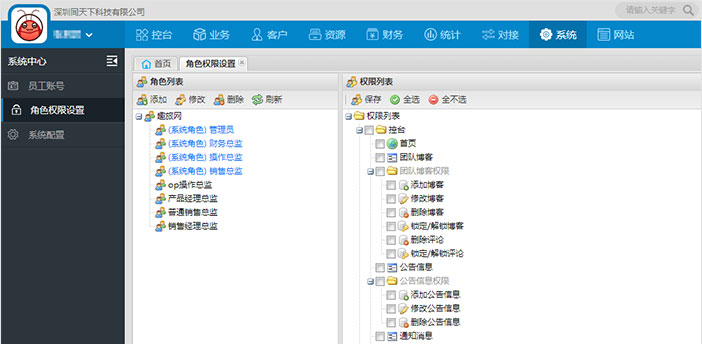 深圳同天下科技有限公司
请输入关键字
控台 业务 客户 资源 财务 统计 对接 系统 网站
系统中心
员工账号
角色权限设置
系统配置
首页 角色权限设置
角色列表
添加 修改 删除 刷新
趣旅网
(系统角色) 管理员
(系统角色) 财务总监
(系统角色) 操作总监
(系统角色) 销售总监
op操作总监
产品经理总监
普通销售总监
销售经理总监
权限列表
保存 全选 全不选
权限列表
控台
首页
团队博客
团队博客权限
添加博客
修改博客
删除博客
锁定/解锁博客
删除评论
锁定/解锁评论
公告信息
公告信息权限
添加公告信息
修改公告信息
删除公告信息
通知消息